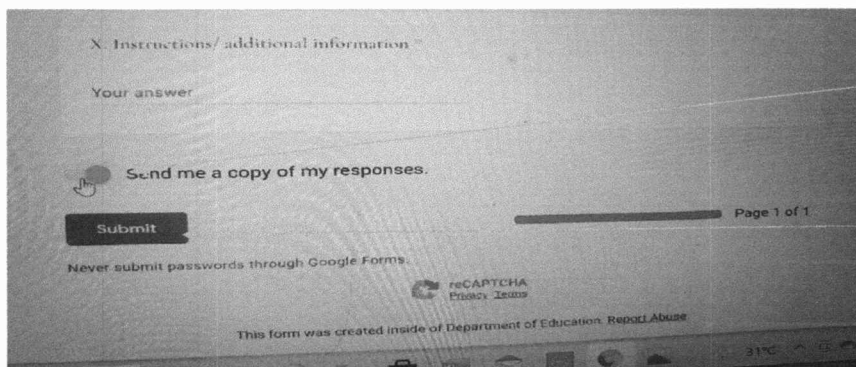 X. Instructions/ additional information *
Your answer
Send me a copy of my responses.
Submit
Page 1 of 1
Never submit passwords through Google Forms.
reCAPTCHA
Privacy Terms
This form was created inside of Department of Education. Report Abuse
31°C